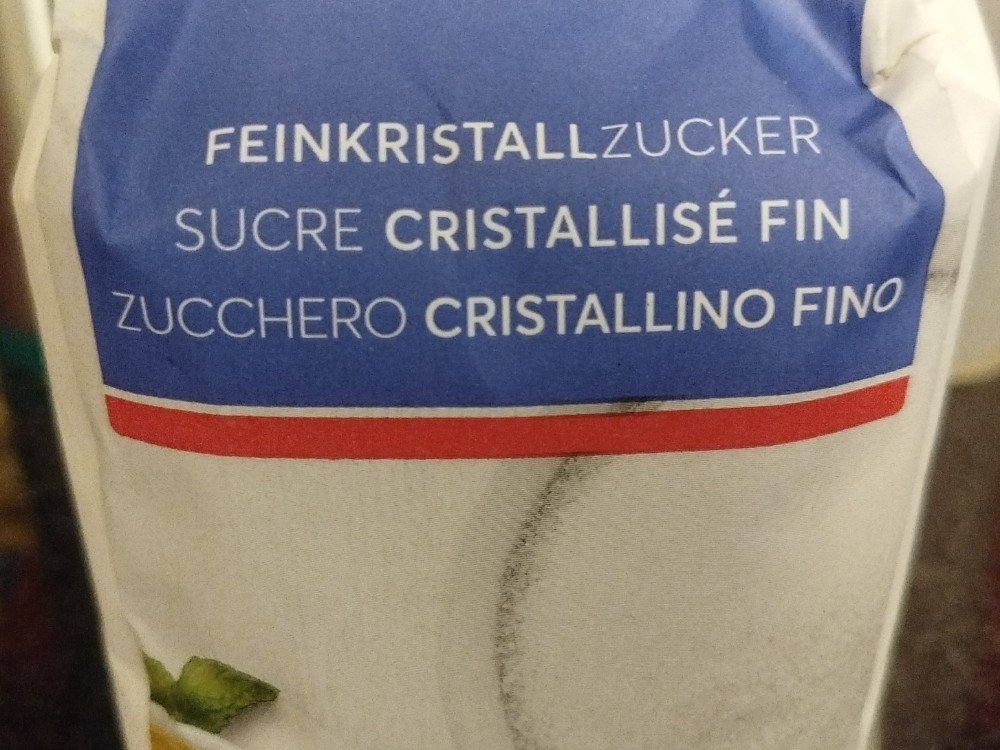 FEINKRISTALLZUCKER
SUCRE CRISTALLISÉ FIN
ZUCCHERO CRISTALLINO FINO